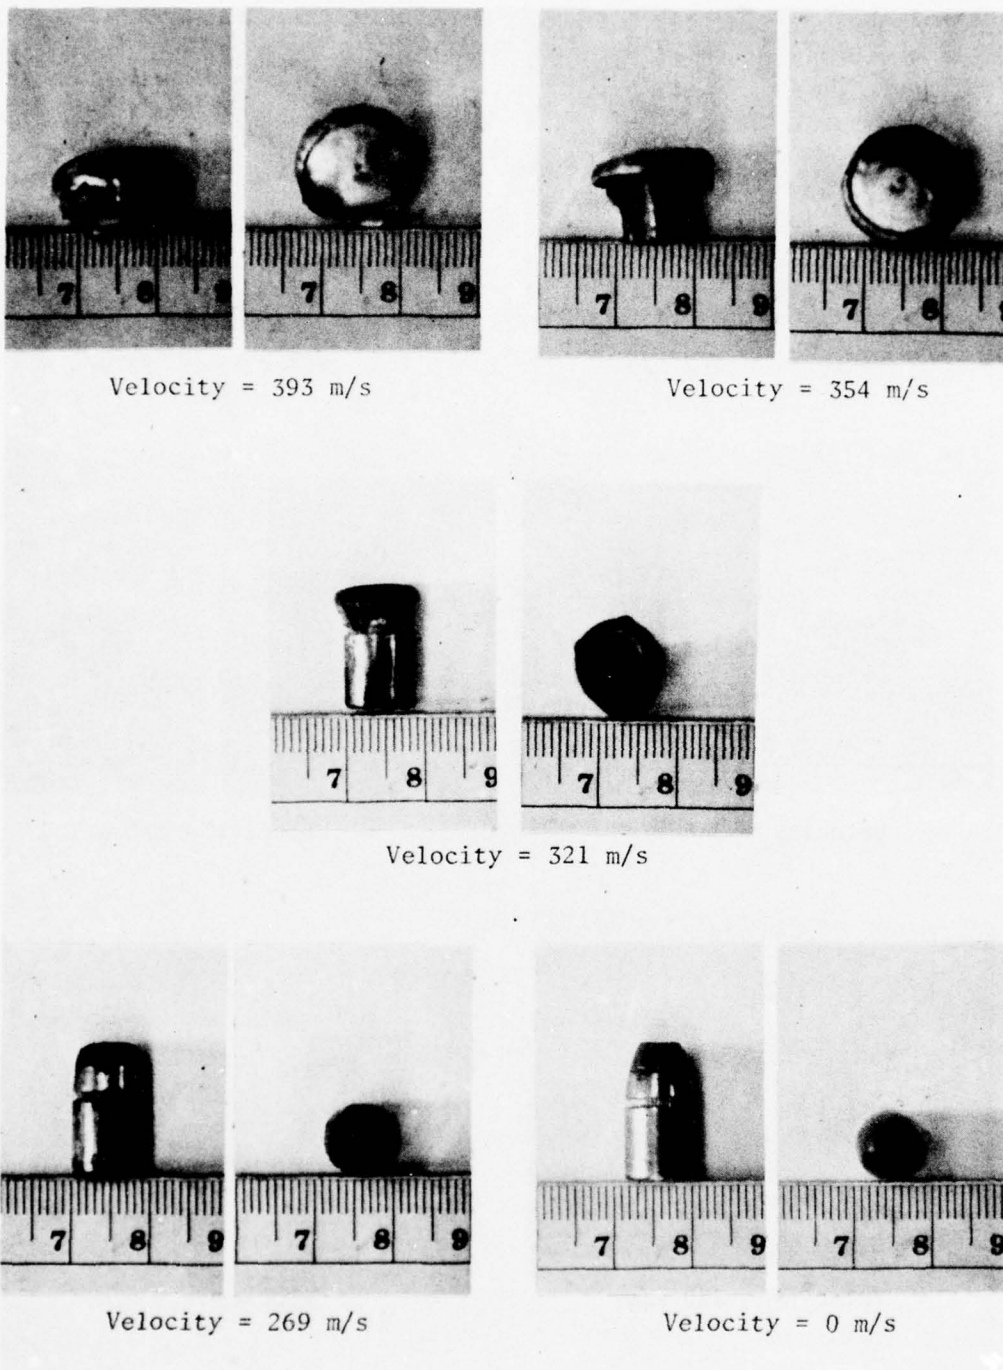 7 8 9 7 8 9 7 8 9 7 8
Velocity = 393 m/s Velocity = 354 m/s
7 8 9 7 8 9
Velocity = 321 m/s
7 8 9 7 8 9 7 8 9 7 8 9
Velocity = 269 m/s Velocity = 0 m/s